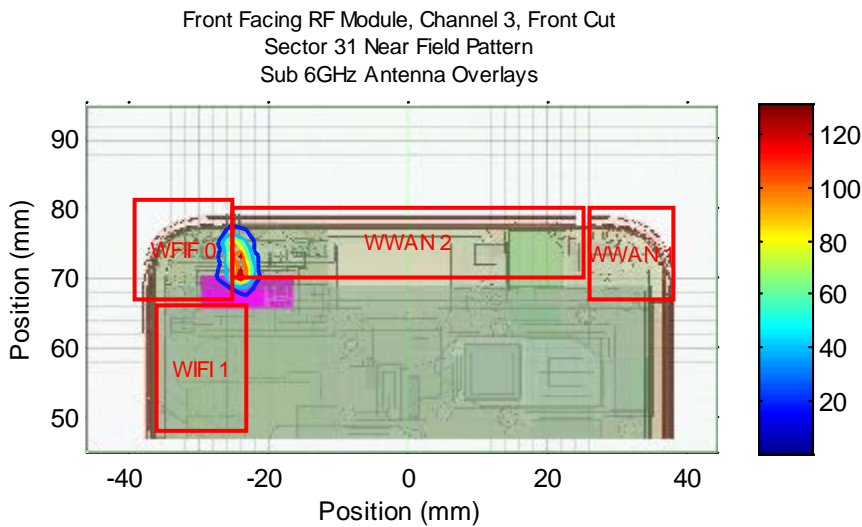 Front Facing RF Module, Channel 3, Front Cut
Sector 31 Near Field Pattern
Sub 6GHz Antenna Overlays
90
80
70
60
50
Position (mm)
WFIF 0
WWAN 2
WWAN 1
WIFI 1
-40
-20
0
20
40
Position (mm)
120
100
80
60
40
20